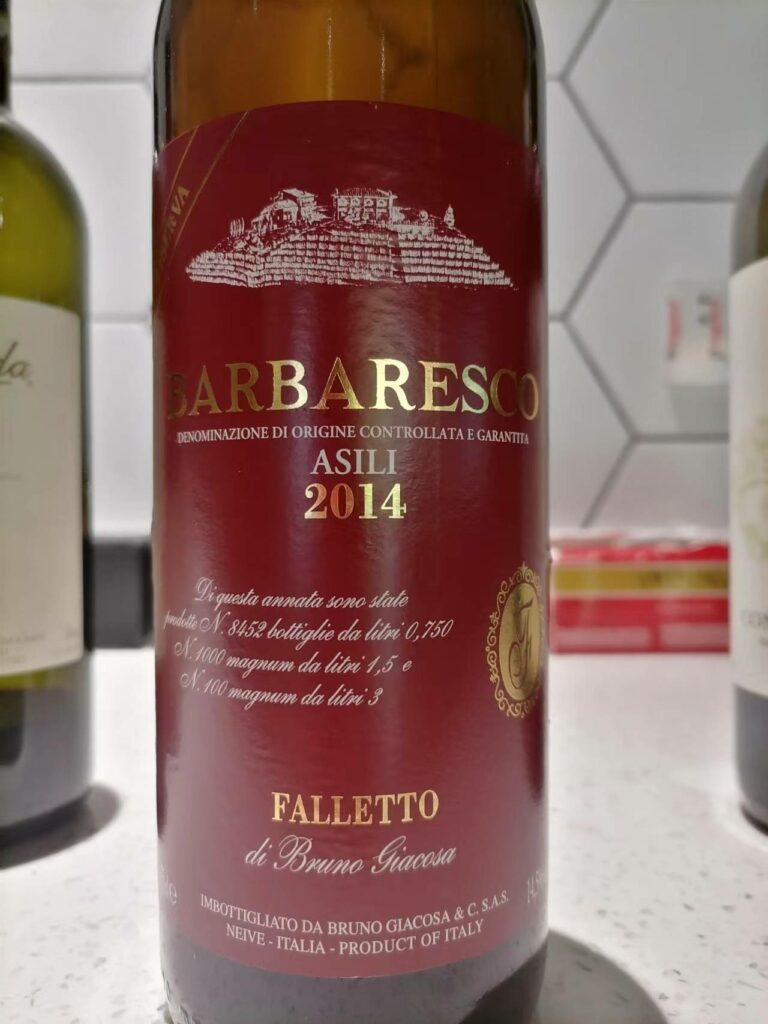 BARBARESCO
DENOMINAZIONE DI ORIGINE CONTROLLATA E GARANTITA
ASILI
2014
Di questa annata sono state
prodotte N. 8452 bottiglie da litri 0,750
N. 1000 magnum da litri 1,5 e
N. 100 magnum da litri 3
FALLETTO
di Bruno Giacosa
IMBOTTIGLIATO DA BRUNO GIACOSA & C. S.A.S.
NEIVE - ITALIA - PRODUCT OF ITALY